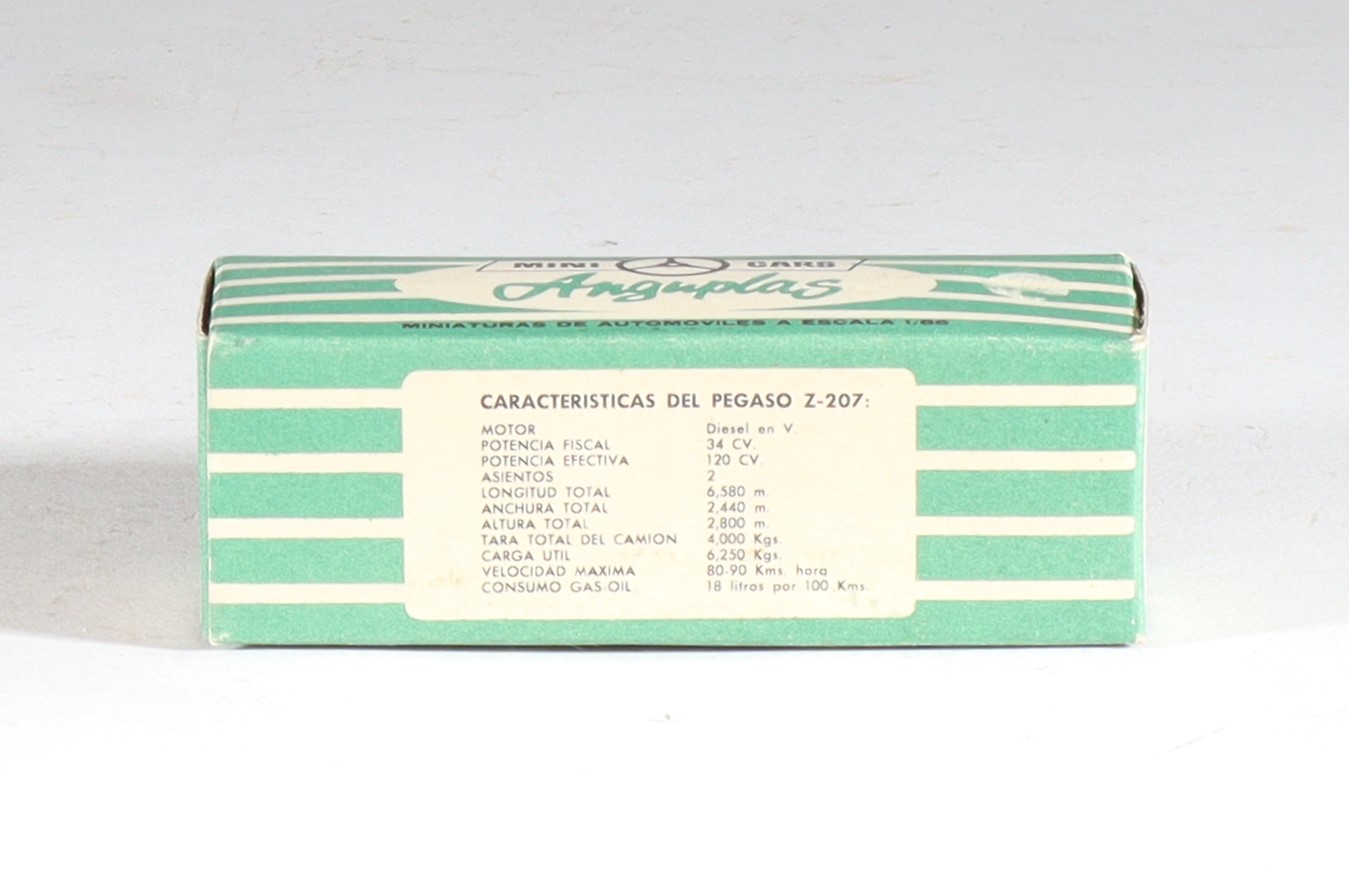 MINI CARS
Anguplas
MINIATURAS DE AUTOMOVILES A ESCALA 1/86
CARACTERISTICAS DEL PEGASO Z-207:
MOTOR Diesel en V.
POTENCIA FISCAL 34 CV.
POTENCIA EFECTIVA 120 CV.
ASIENTOS 2
LONGITUD TOTAL 6,580 m.
ANCHURA TOTAL 2,440 m.
ALTURA TOTAL 2,800 m.
TARA TOTAL DEL CAMION 4,000 Kgs.
CARGA UTIL 6,250 Kgs.
VELOCIDAD MAXIMA 80-90 Kms. hora
CONSUMO GAS-OIL 18 litros por 100 Kms.